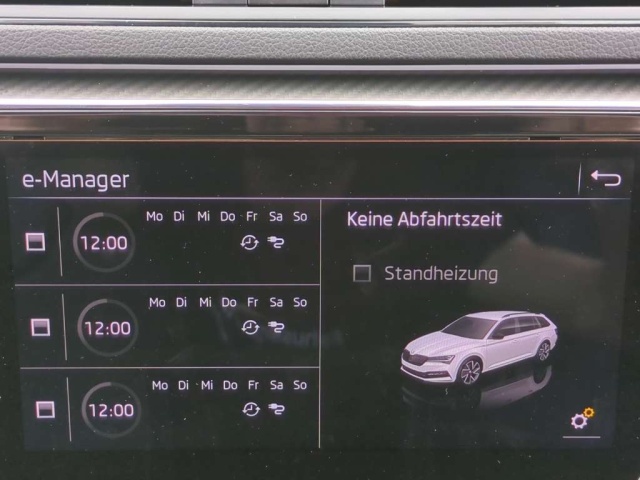 e-Manager
Mo Di Mi Do Fr Sa So
12:00
Mo Di Mi Do Fr Sa So
12:00
Mo Di Mi Do Fr Sa So
12:00
Keine Abfahrtszeit
Standheizung